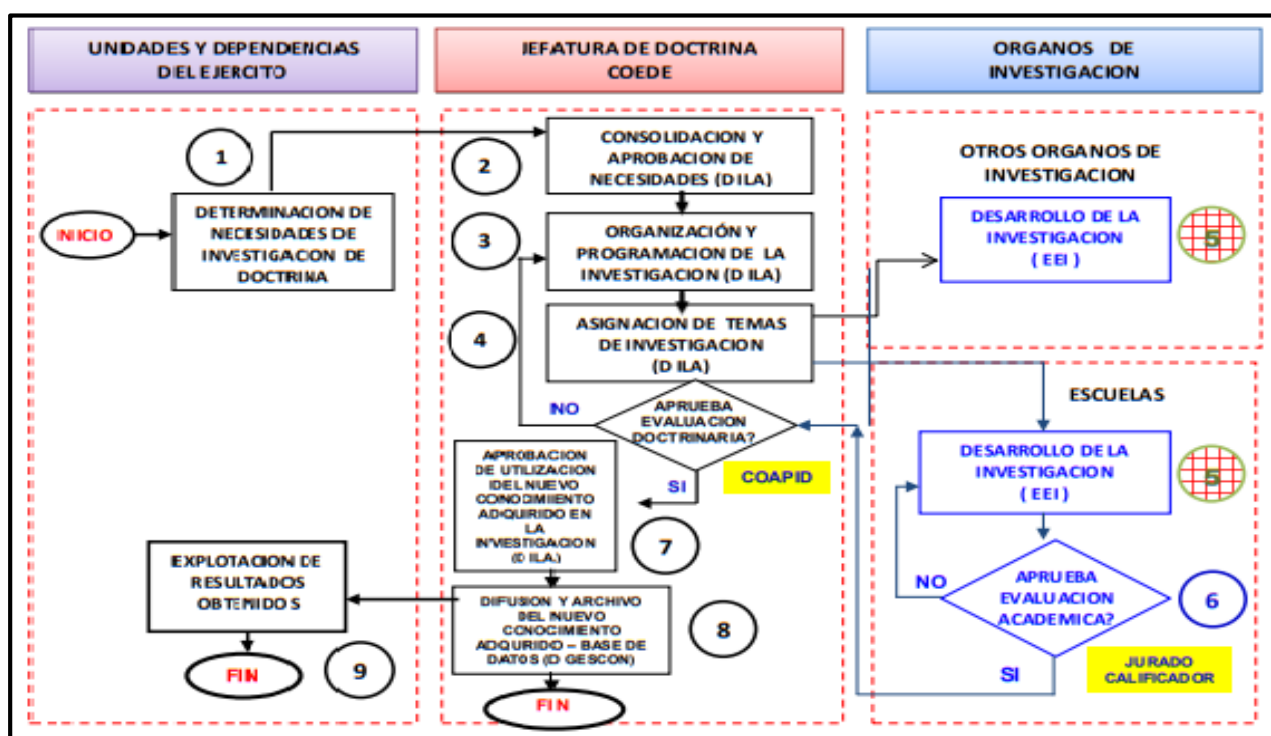 UNIDADES Y DEPENDENCIAS
DEL EJERCITO
JEFATURA DE DOCTRINA
COEDE
ORGANOS DE
INVESTIGACION
1
INICIO
DETERMINACION DE
NECESIDADES DE
INVESTIGACION DE
DOCTRINA
2
CONSOLIDACION Y
APROBACION DE
NECESIDADES (DILA)
3
ORGANIZACIÓN Y
PROGRAMACION DE LA
INVESTIGACION (DILA)
4
ASIGNACION DE TEMAS
DE INVESTIGACION
(DILA)
NO
APRUEBA
EVALUACION
DOCTRINARIA?
SI
COAPID
APROBACION
DE UTILIZACION
DEL NUEVO
CONOCIMIENTO
ADQUIRIDO EN
LA
INVESTIGACION
(DILA)
7
DIFUSION Y ARCHIVO
DEL NUEVO
CONOCIMIENTO
ADQURIDO – BASE DE
DATOS (D GESCON)
8
FIN
EXPLOTACION DE
RESULTADOS
OBTENIDOS
FIN
9
OTROS ORGANOS DE
INVESTIGACION
DESARROLLO DE LA
INVESTIGACION
( EEI )
5
ESCUELAS
DESARROLLO DE LA
INVESTIGACION
( EEI )
5
NO
APRUEBA
EVALUACION
ACADEMICA?
6
SI
JURADO
CALIFICADOR